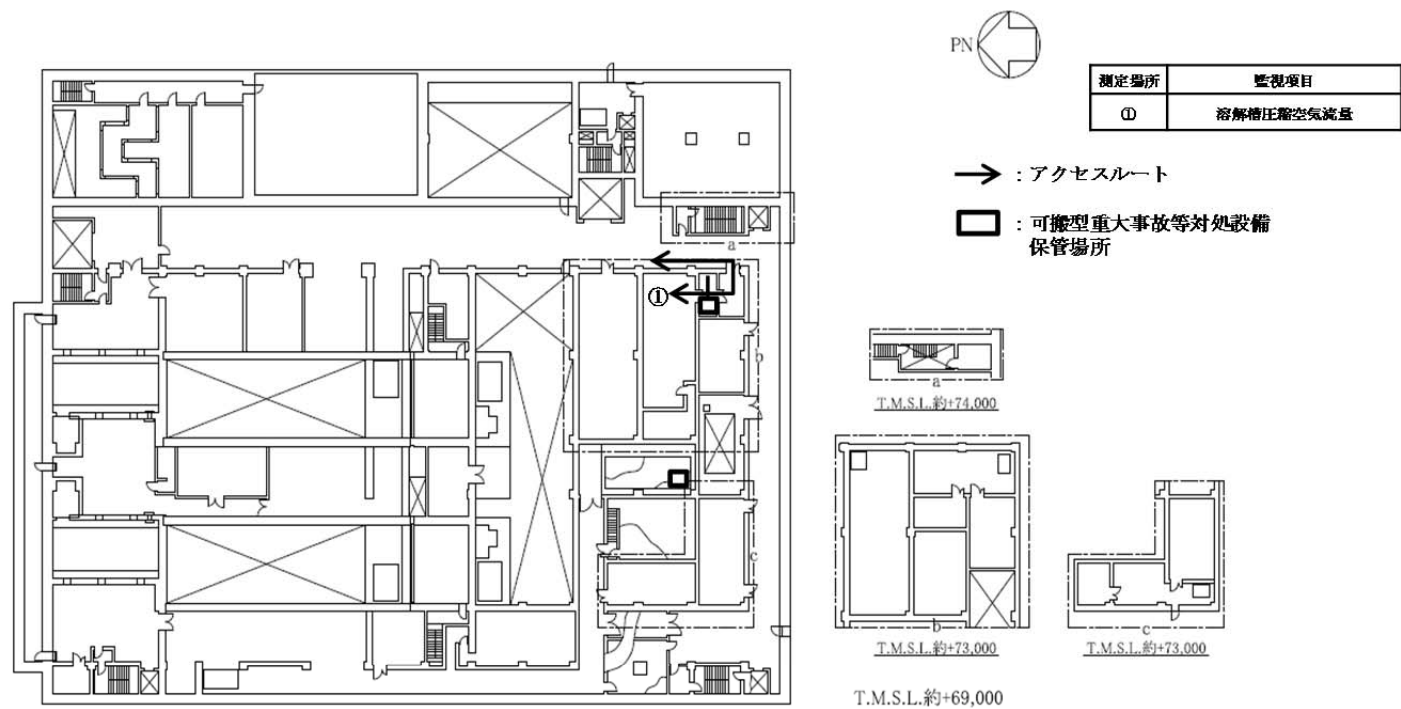 PN
測定場所 監視項目
① 溶解槽圧縮空気流量
：アクセスルート
：可搬型重大事故等対処設備
保管場所
a
①
b
c
a
T.M.S.L.約+74,000
b
T.M.S.L.約+73,000
c
T.M.S.L.約+73,000
T.M.S.L.約+69,000